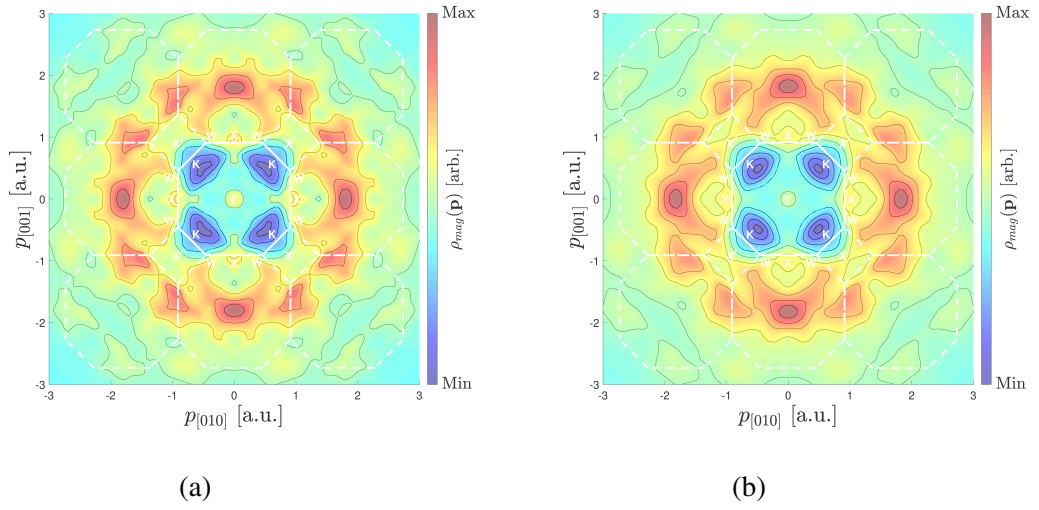 3
2
1
0
-1
-2
-3
-3 -2 -1 0 1 2 3
p[001] [a.u.]
p[010] [a.u.]
W X W
X X
K K
W W
X Γ X
W W
K K
X X
W X W
Max
ρmag(p) [arb.]
Min
(a)
3
2
1
0
-1
-2
-3
-3 -2 -1 0 1 2 3
p[001] [a.u.]
p[010] [a.u.]
W X W
K K
W W
X Γ X
W W
K K
W X W
Max
ρmag(p) [arb.]
Min
(b)